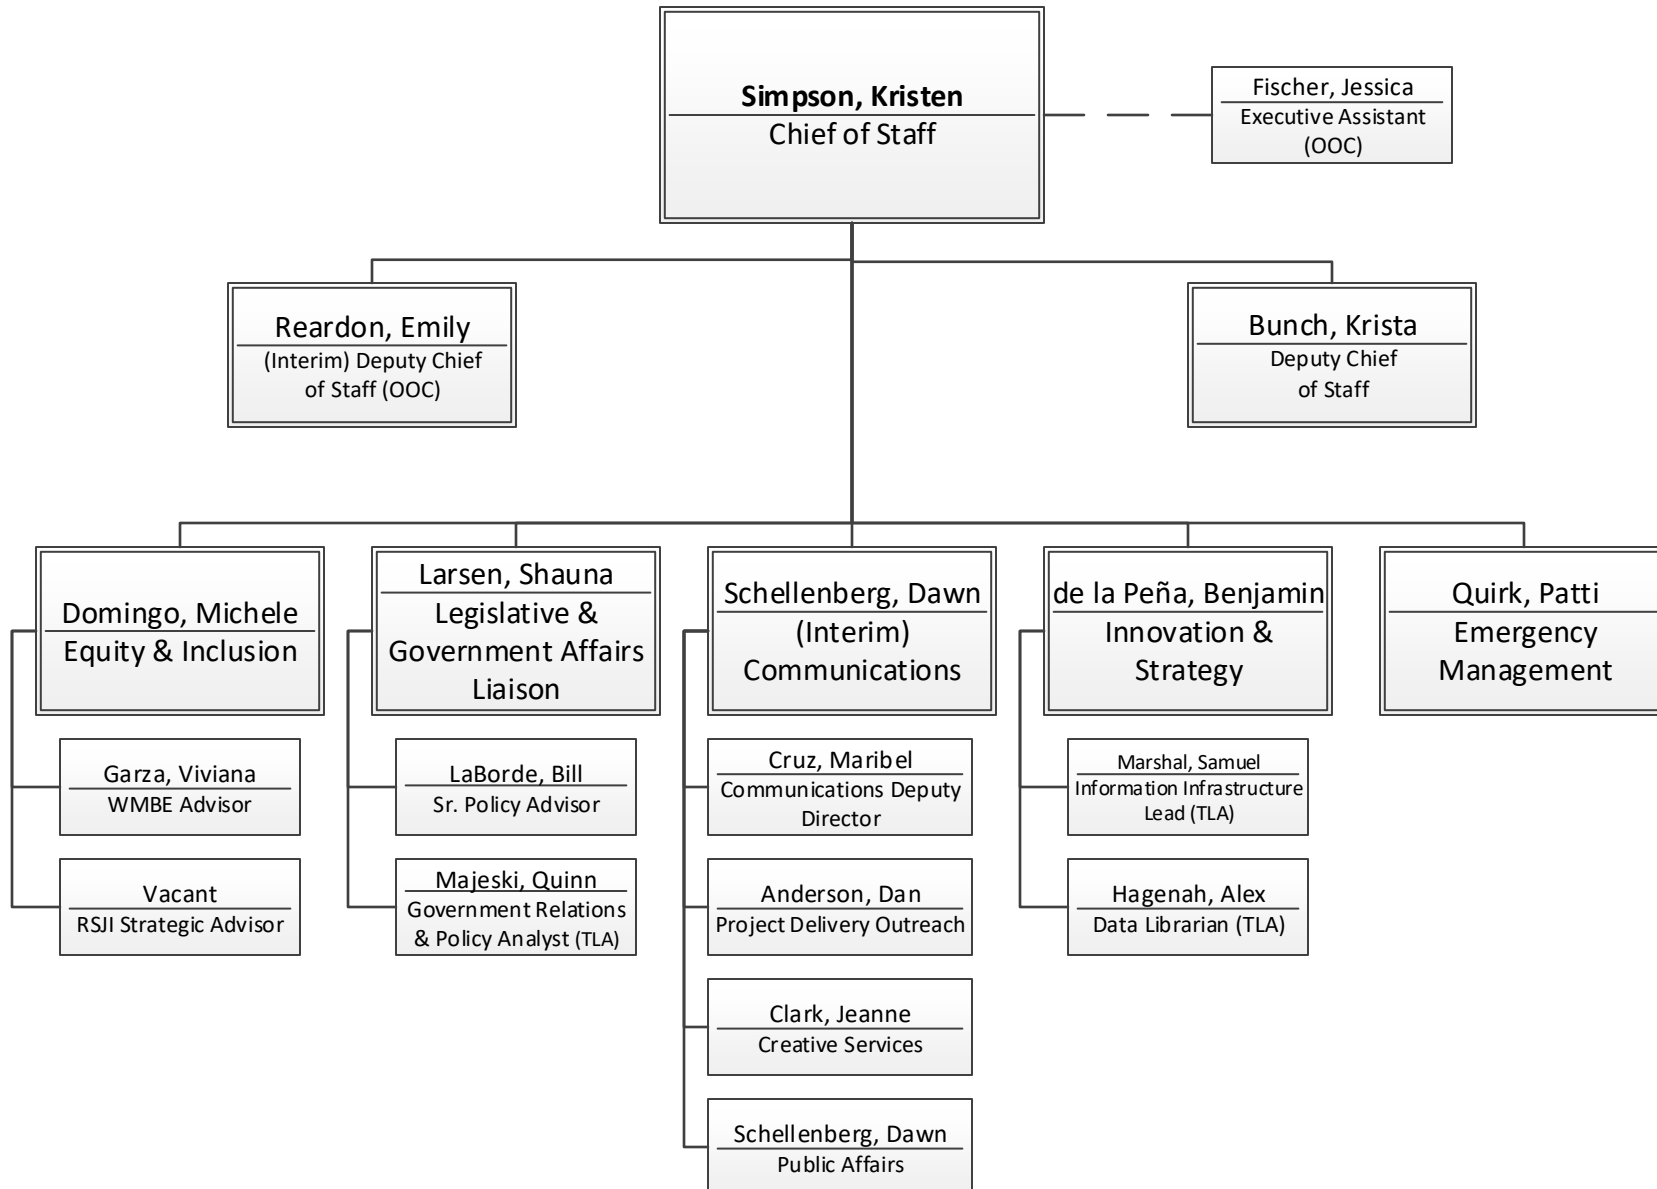 Simpson, Kristen
Chief of Staff
Fischer, Jessica
Executive Assistant
(OOC)
Reardon, Emily
(Interim) Deputy Chief
of Staff (OOC)
Bunch, Krista
Deputy Chief
of Staff
Domingo, Michele
Equity & Inclusion
Garza, Viviana
WMBE Advisor
Vacant
RSJI Strategic Advisor
Larsen, Shauna
Legislative &
Government Affairs
Liaison
LaBorde, Bill
Sr. Policy Advisor
Majeski, Quinn
Government Relations
& Policy Analyst (TLA)
Schellenberg, Dawn
(Interim)
Communications
Cruz, Maribel
Communications Deputy
Director
Anderson, Dan
Project Delivery Outreach
Clark, Jeanne
Creative Services
Schellenberg, Dawn
Public Affairs
de la Peña, Benjamin
Innovation &
Strategy
Marshal, Samuel
Information Infrastructure
Lead (TLA)
Hagenah, Alex
Data Librarian (TLA)
Quirk, Patti
Emergency
Management